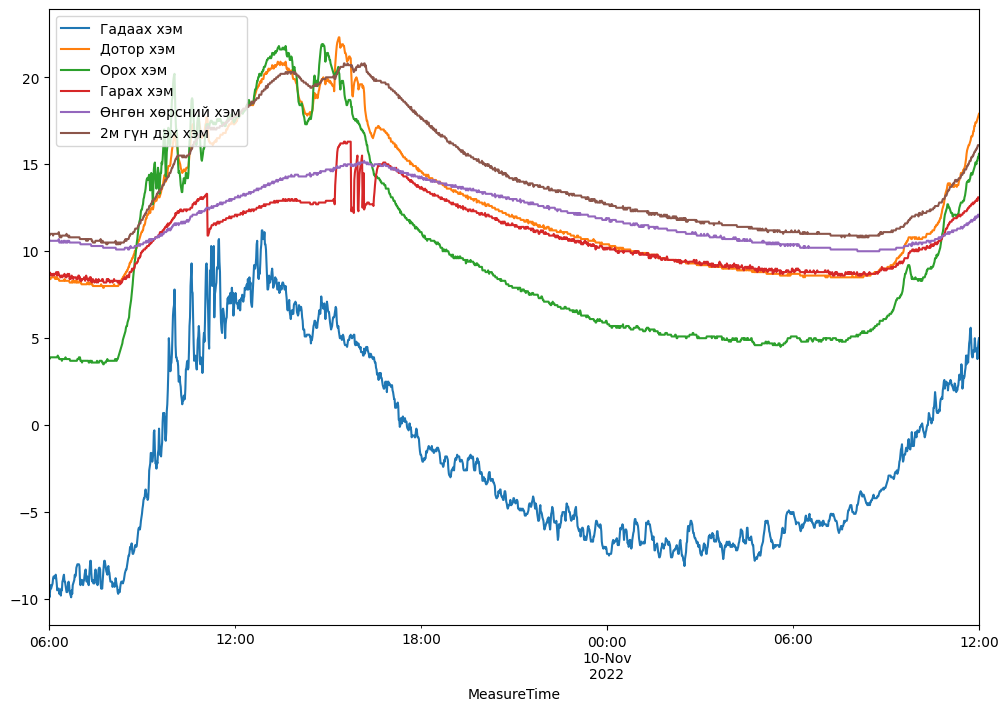 Гадаах хэм
Дотор хэм
Орох хэм
Гарах хэм
Өнгөн хөрсний хэм
2м гүн дэх хэм
20
15
10
5
0
−5
−10
06:00
12:00
18:00
00:00
10-Nov
2022
06:00
12:00
MeasureTime